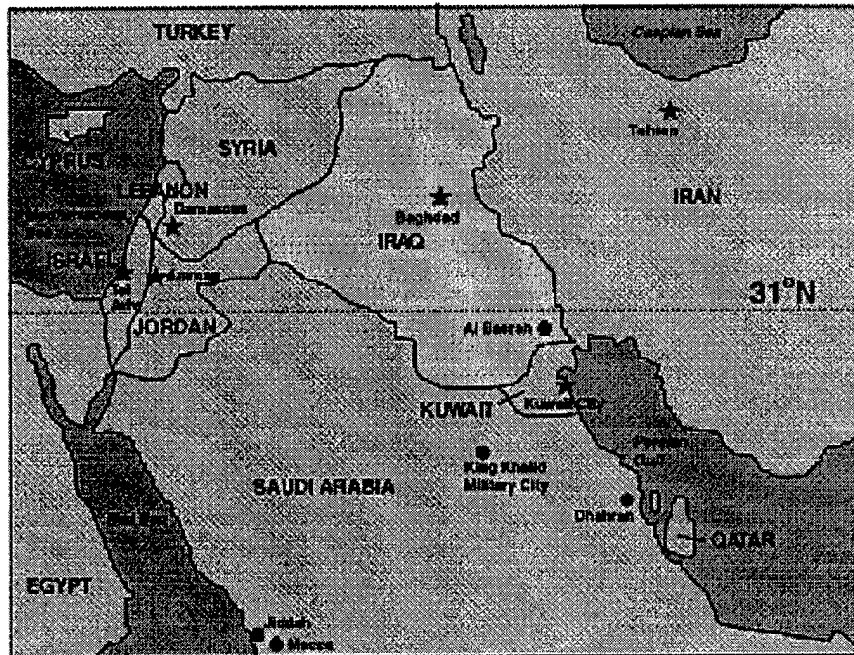 TURKEY
Caspian Sea
Tehran
CYPRUS
SYRIA
LEBANON
Damascus
IRAN
Baghdad
IRAQ
ISRAEL
31°N
JORDAN
Al Basrah
KUWAIT
Kuwait City
Persian
Gulf
King Khalid
Military City
SAUDI ARABIA
Dhahran
Red Sea
QATAR
EGYPT
Jiddah
Mecca